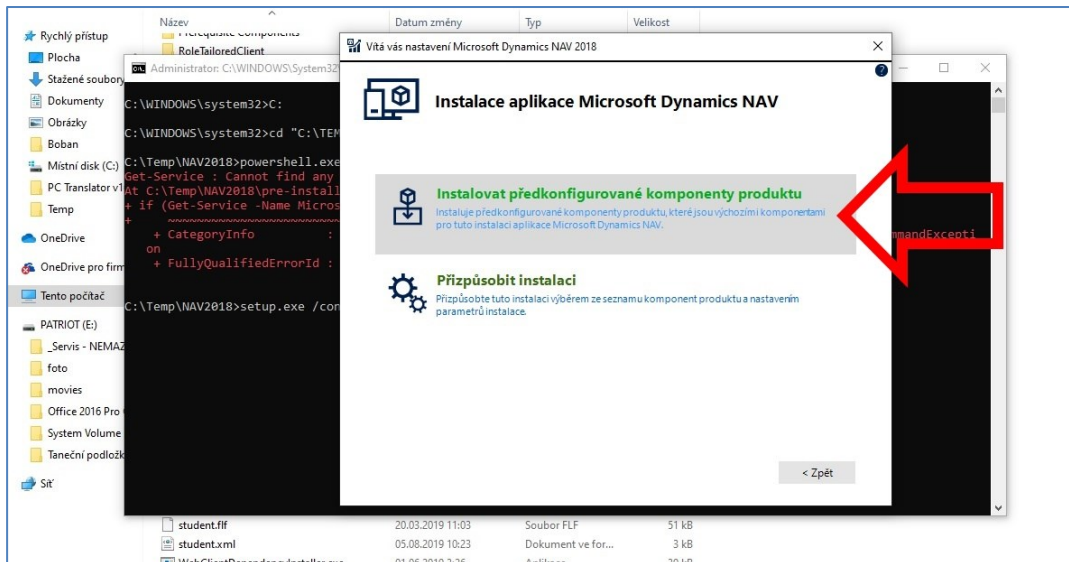 Název Datum změny Typ Velikost
Rychlý přístup
Plocha
Stažené soubory
Dokumenty
Obrázky
Boban
Místní disk (C:)
PC Translator
Temp
OneDrive
OneDrive pro firm
Tento počítač
PATRIOT (E:)
_Servis - NEMAZ
foto
movies
Office 2016 Pro
System Volume
Taneční podložk
Síť
Prerequisite Components
RoleTailoredClient
Administrator: C:\WINDOWS\System32
C:\WINDOWS\system32>C:
C:\WINDOWS\system32>cd "C:\TEM
C:\Temp\NAV2018>powershell.exe
Get-Service : Cannot find any
At C:\Temp\NAV2018\pre-install
+ if (Get-Service -Name Micros
+ ~~~~~~~~~~~~~~~~~~~~~~~~
+ CategoryInfo : mmandExcepti
on
+ FullyQualifiedErrorId :
C:\Temp\NAV2018>setup.exe /con
Vítá vás nastavení Microsoft Dynamics NAV 2018
Instalace aplikace Microsoft Dynamics NAV
Instalovat předkonfigurované komponenty produktu
Instaluje předkonfigurované komponenty produktu, které jsou výchozími komponentami
pro tuto instalaci aplikace Microsoft Dynamics NAV.
Přizpůsobit instalaci
Přizpůsobte tuto instalaci výběrem ze seznamu komponent produktu a nastavením
parametrů instalace.
< Zpět
student.flf 20.03.2019 11:03 Soubor FLF 51 kB
student.xml 05.08.2019 10:23 Dokument ve for... 3 kB